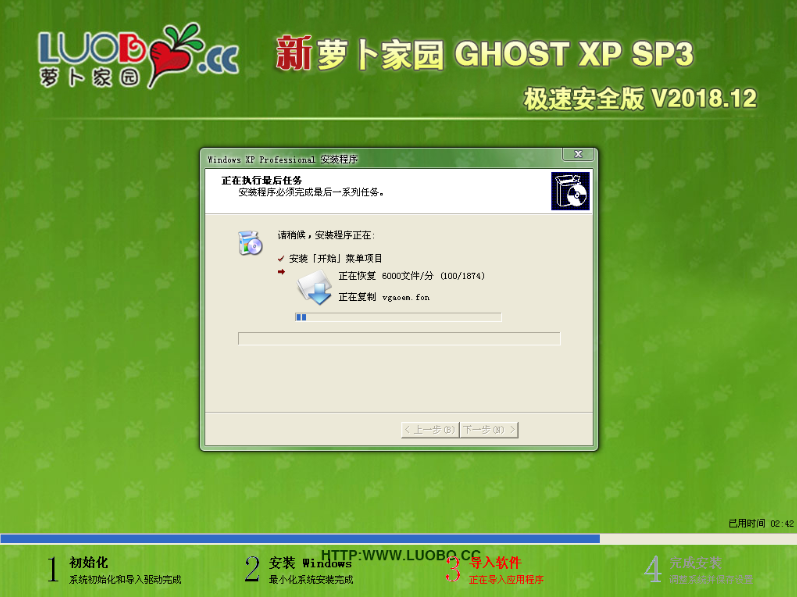 LUOBO.cc
萝卜家园
新萝卜家园 GHOST XP SP3
极速安全版 V2018.12
Windows XP Professional 安装程序
正在执行最后任务
安装程序必须完成最后一系列任务。
请稍候，安装程序正在:
安装「开始」菜单项目
正在恢复 6000文件/分 (100/1874)
正在复制 vgaoem.fon
< 上一步(B) 下一步(N) >
已用时间 02:42
HTTP:WWW.LUOBO.CC
1 初始化
系统初始化和导入驱动完成
2 安装 Windows
最小化系统安装完成
3 导入软件
正在导入应用程序
4 完成安装